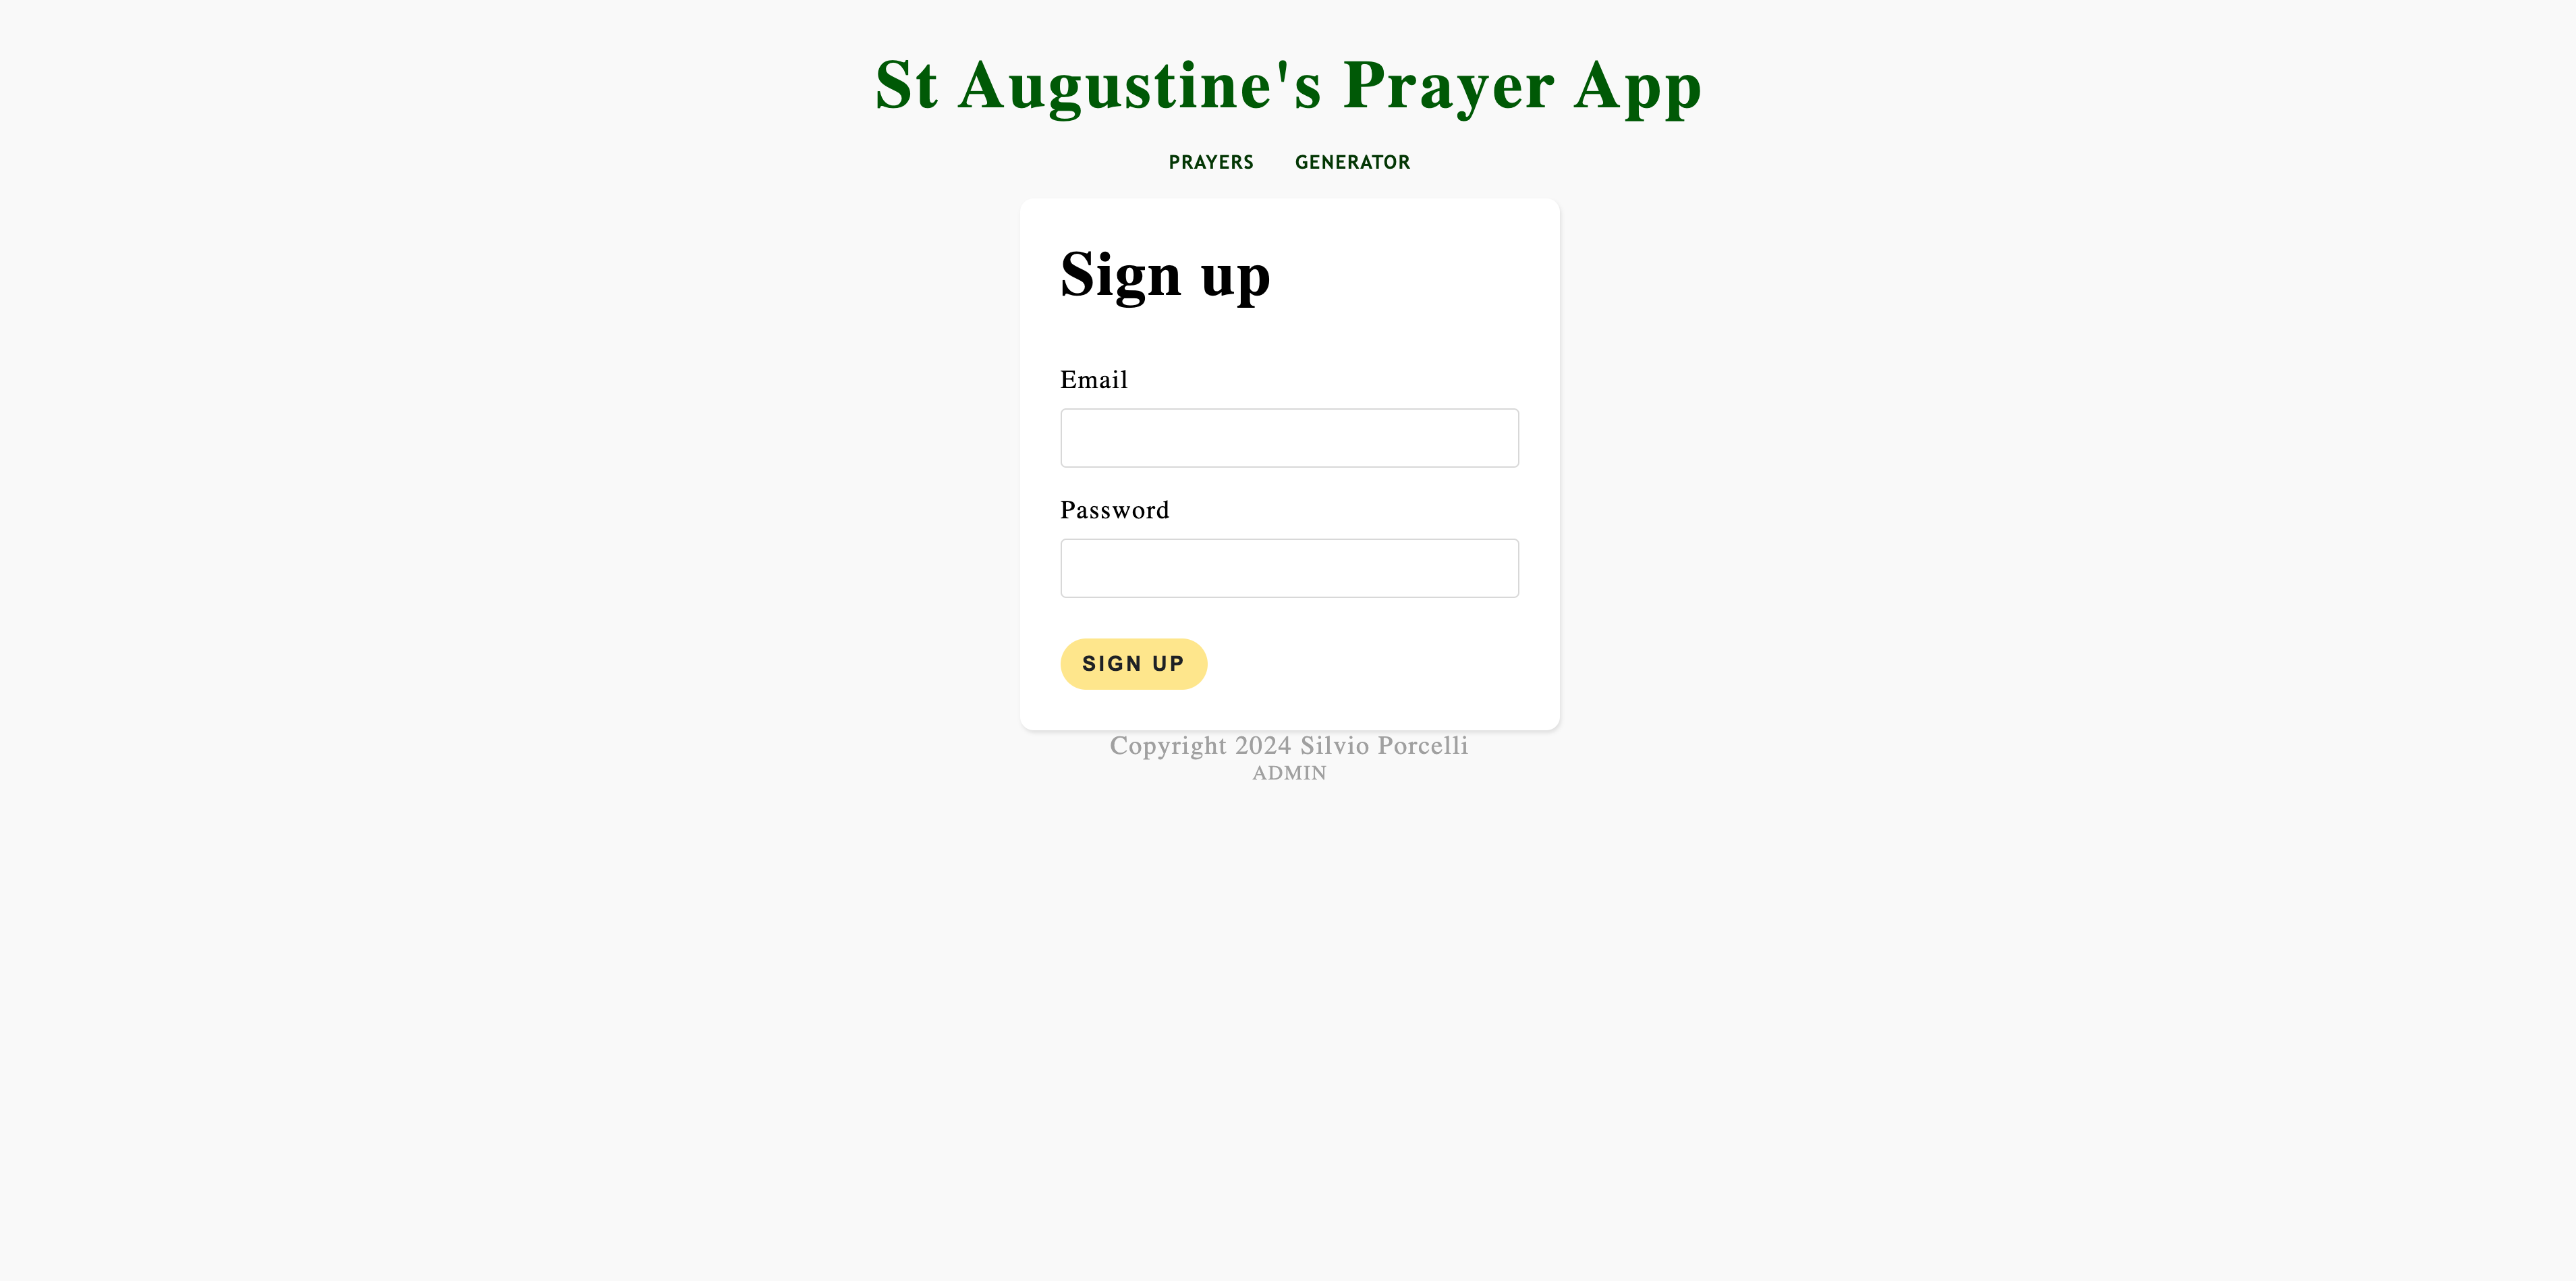 St Augustine's Prayer App
PRAYERS GENERATOR
Sign up
Email
Password
SIGN UP
Copyright 2024 Silvio Porcelli
ADMIN